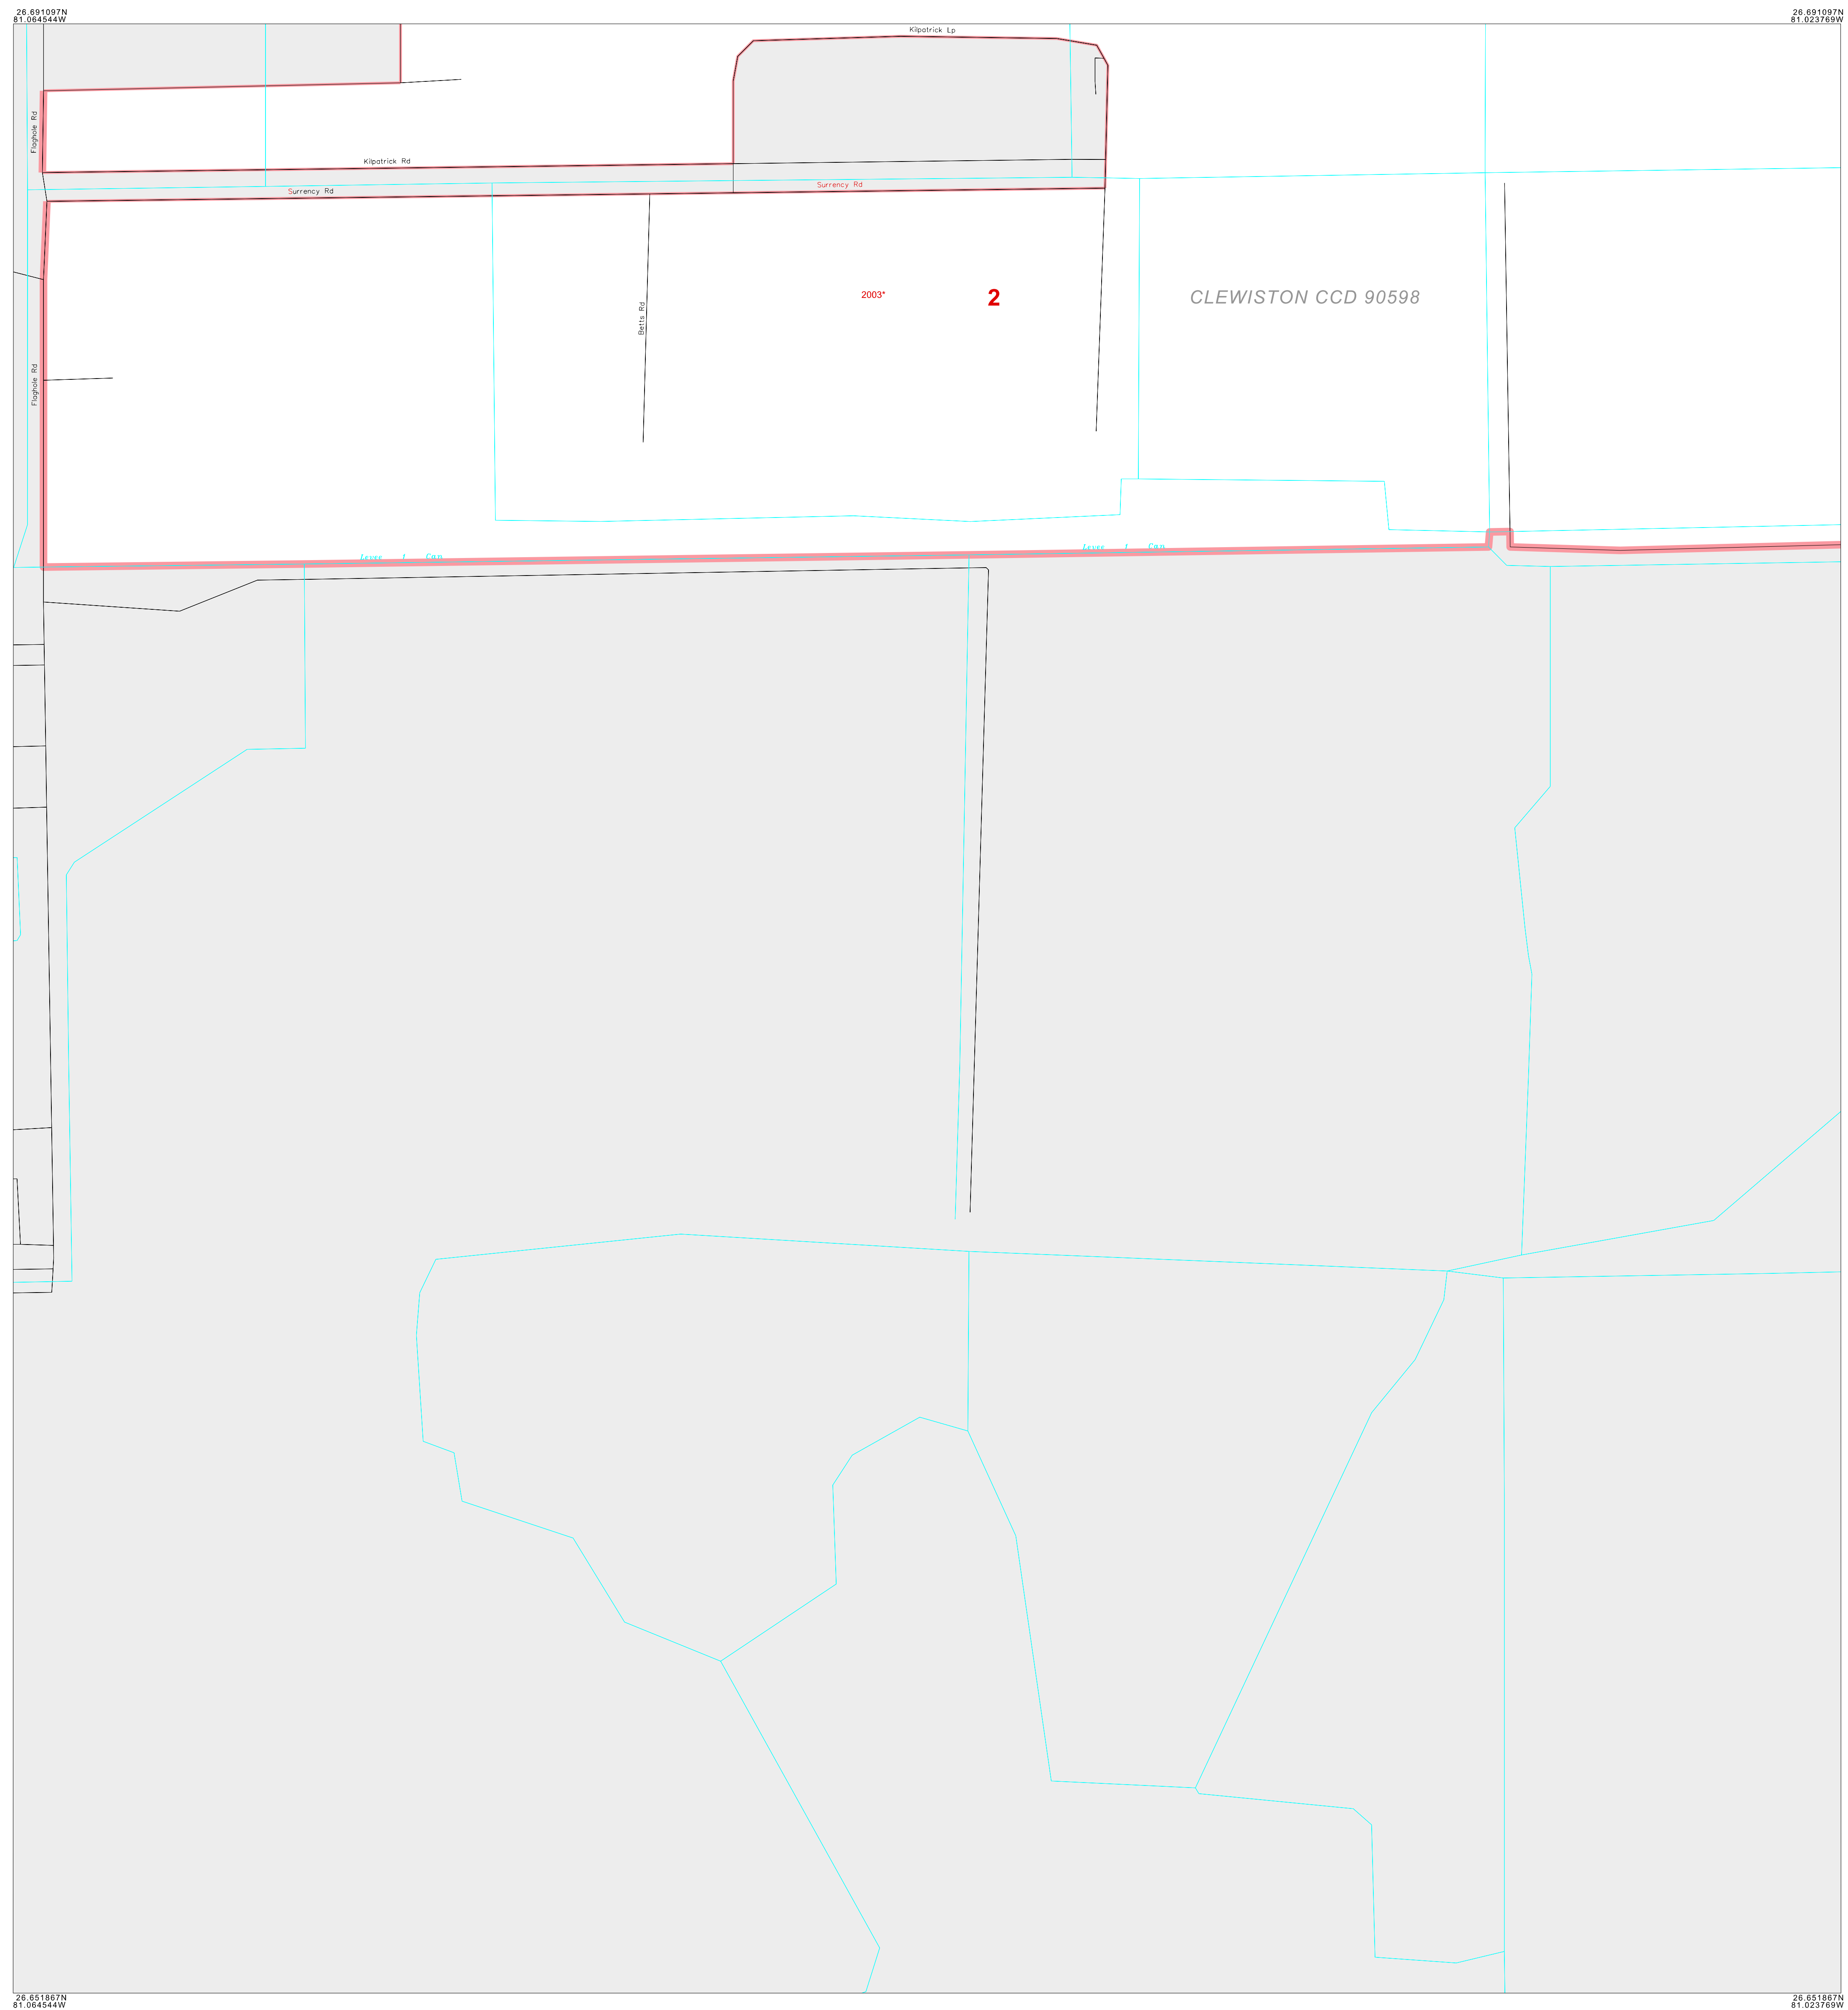 26.691097N
81.064544W
26.691097N
81.023769W
Kilpatrick Lp
Flaghole Rd
Kilpatrick Rd
Surrency Rd
Surrency Rd
2003*
2
CLEWISTON CCD 90598
Betts Rd
Flaghole Rd
26.651867N
81.064544W
26.651867N
81.023769W